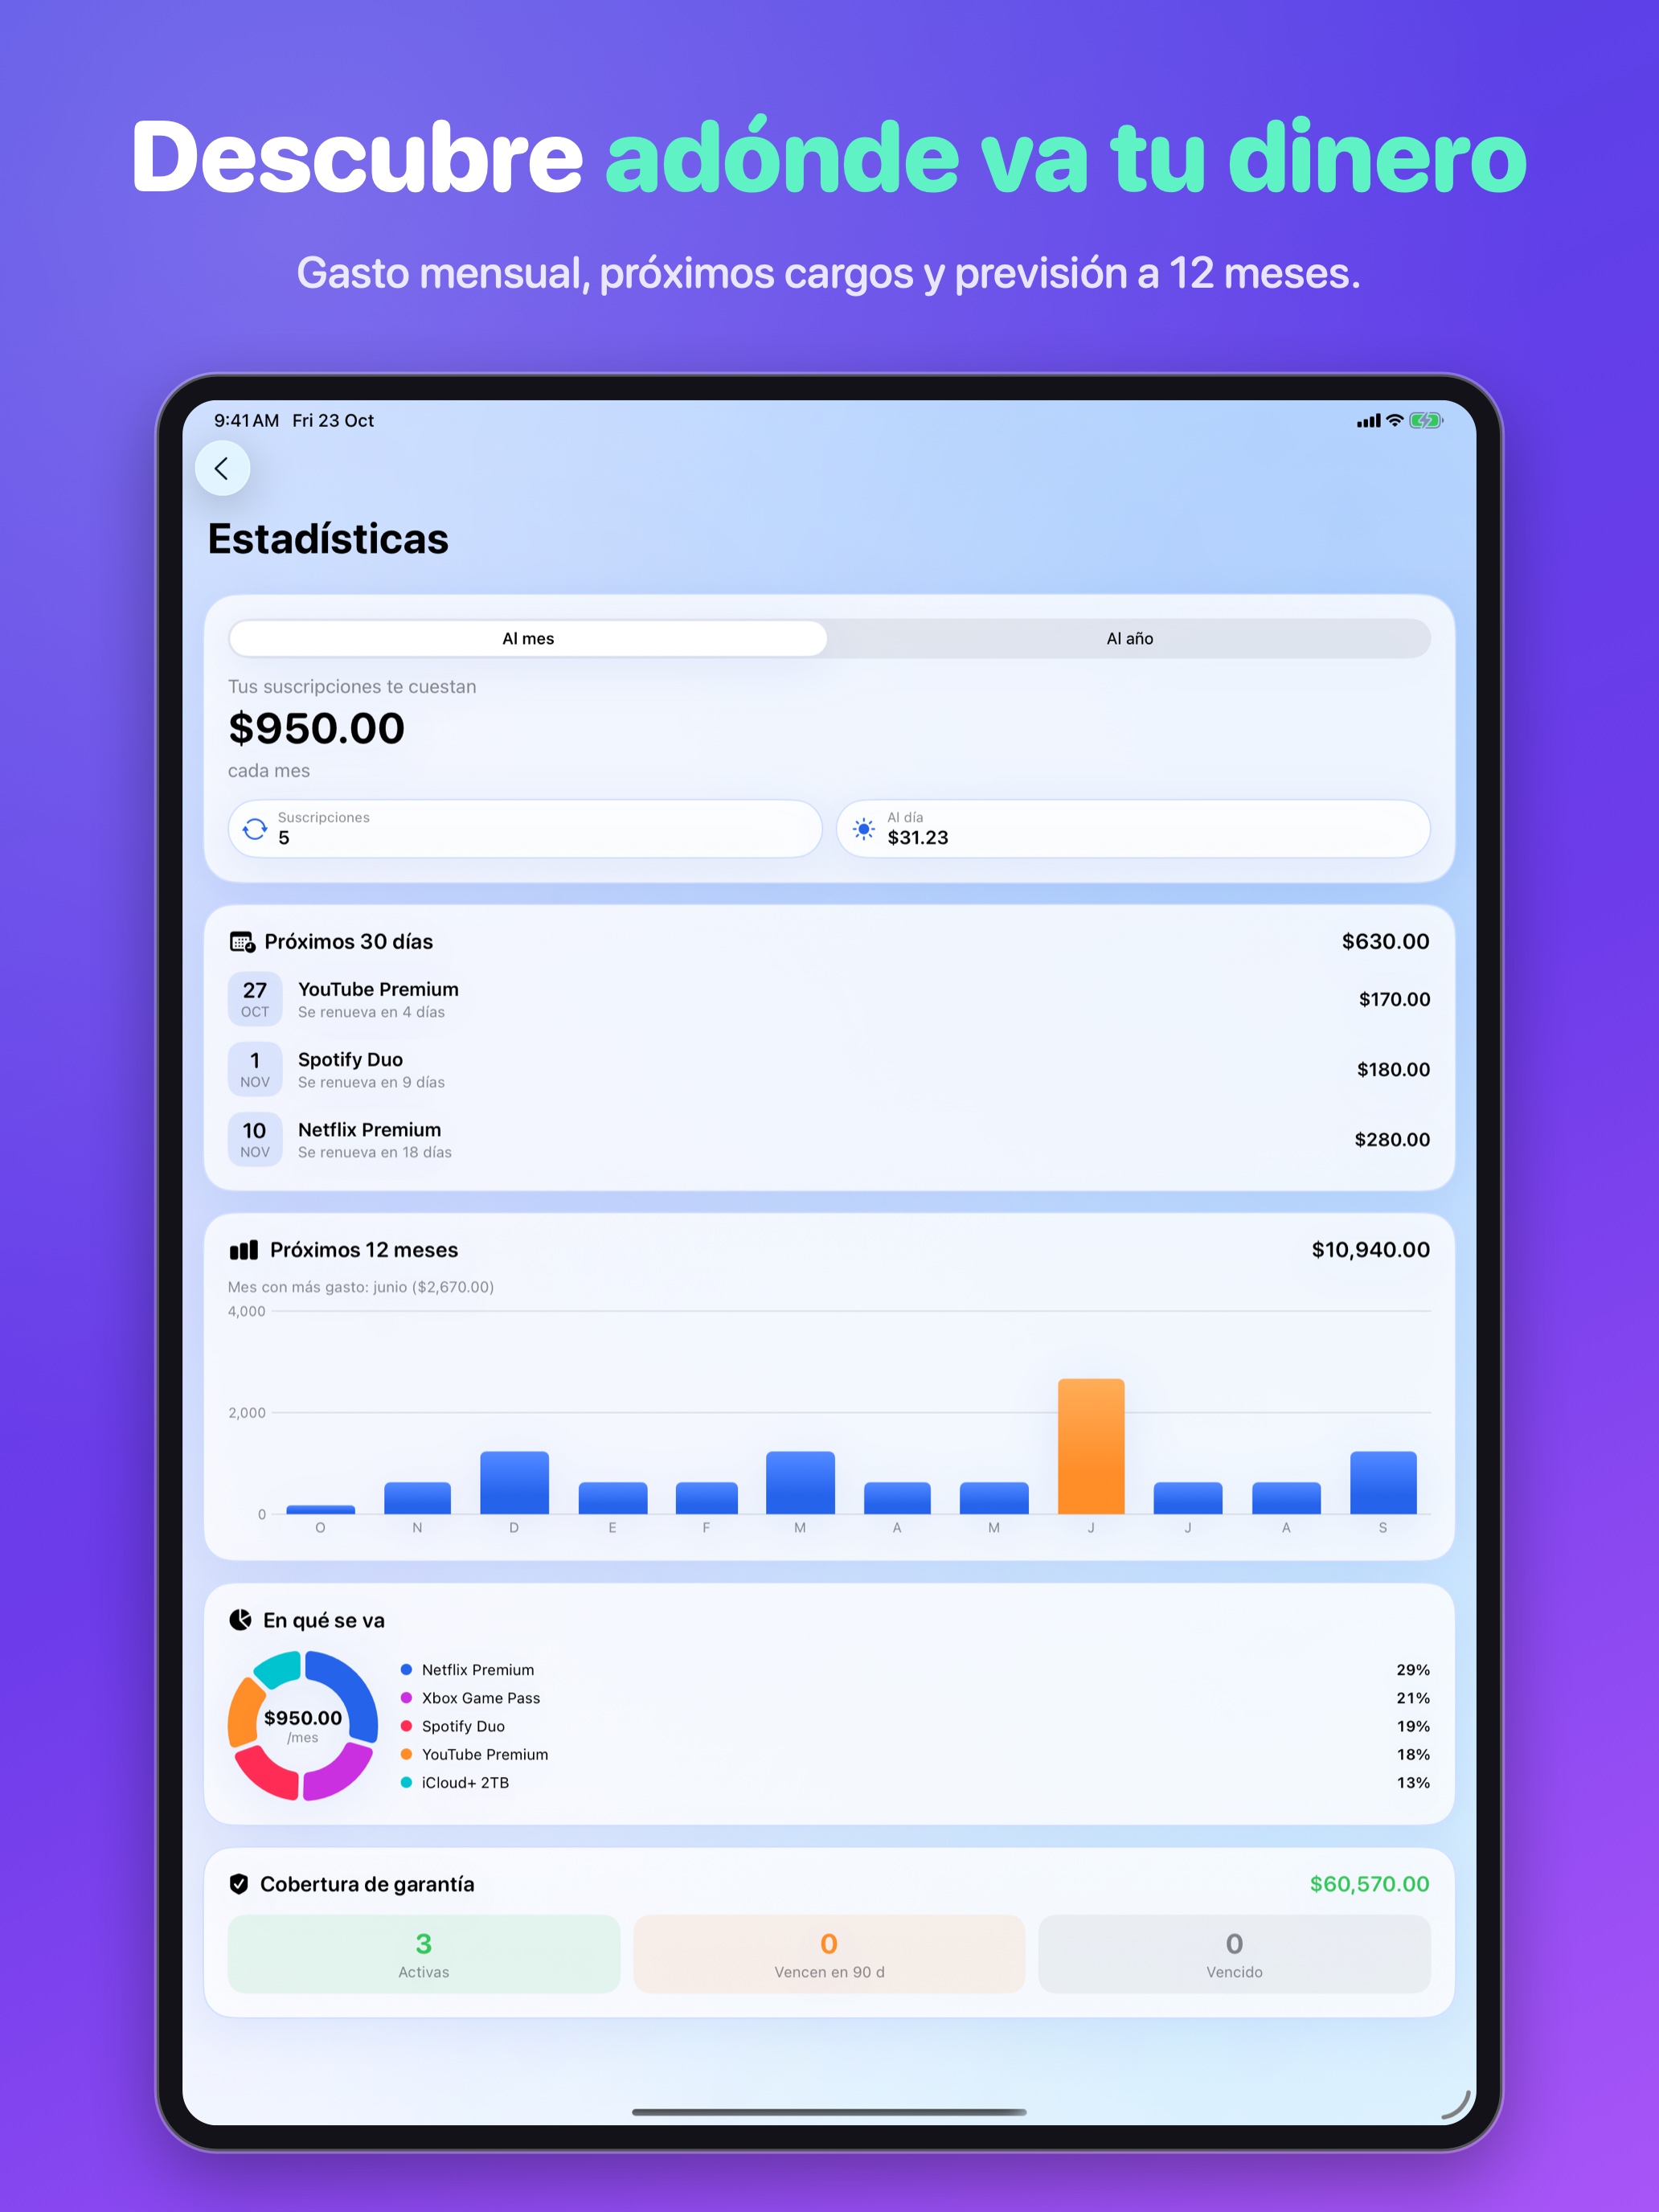 Descubre adónde va tu dinero
Gasto mensual, próximos cargos y previsión a 12 meses.
9:41 AM Fri 23 Oct
Estadísticas
Al mes Al año
Tus suscripciones te cuestan
$950.00
cada mes
Suscripciones
5
Al día
$31.23
Próximos 30 días $630.00
27 OCT
YouTube Premium
Se renueva en 4 días
$170.00
1 NOV
Spotify Duo
Se renueva en 9 días
$180.00
10 NOV
Netflix Premium
Se renueva en 18 días
$280.00
Próximos 12 meses $10,940.00
Mes con más gasto: junio ($2,670.00)
4,000
2,000
0
O N D E F M A M J J A S
En qué se va
$950.00
/mes
Netflix Premium 29%
Xbox Game Pass 21%
Spotify Duo 19%
YouTube Premium 18%
iCloud+ 2TB 13%
Cobertura de garantía $60,570.00
3
Activas
0
Vencen en 90 d
0
Vencido